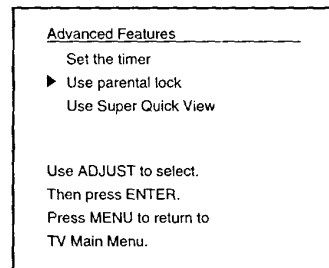 Advanced Features
Set the timer
▶ Use parental lock
Use Super Quick View
Use ADJUST to select.
Then press ENTER.
Press MENU to return to
TV Main Menu.